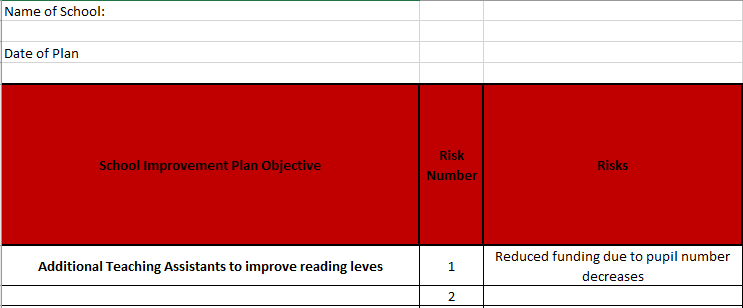 Name of School:
Date of Plan
School Improvement Plan Objective
Risk
Number
Risks
Additional Teaching Assistants to improve reading leves
1
Reduced funding due to pupil number
decreases
2